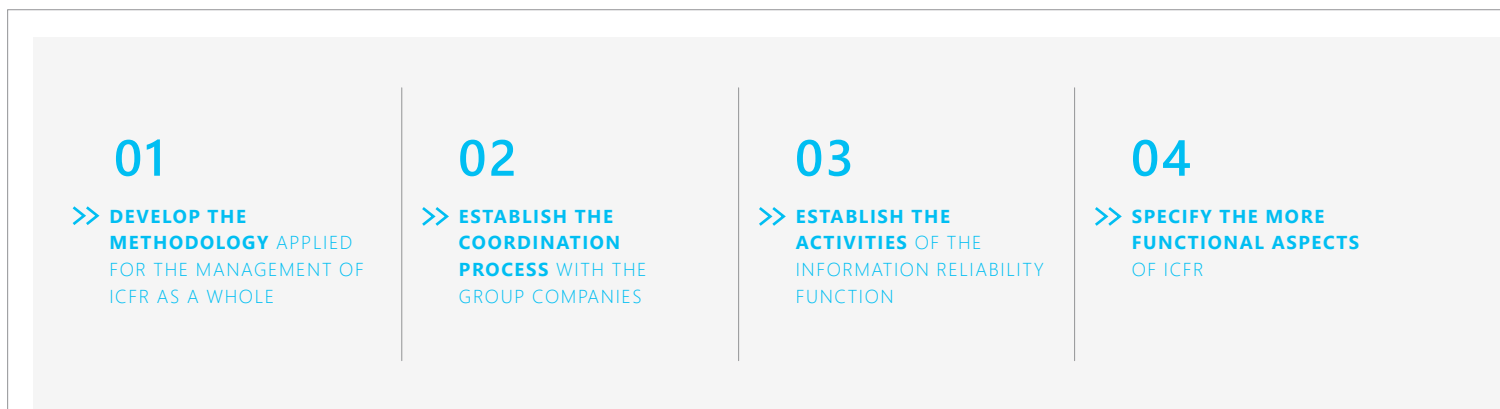 01
DEVELOP THE
METHODOLOGY APPLIED
FOR THE MANAGEMENT OF
ICFR AS A WHOLE
02
ESTABLISH THE
COORDINATION
PROCESS WITH THE
GROUP COMPANIES
03
ESTABLISH THE
ACTIVITIES OF THE
INFORMATION RELIABILITY
FUNCTION
04
SPECIFY THE MORE
FUNCTIONAL ASPECTS
OF ICFR